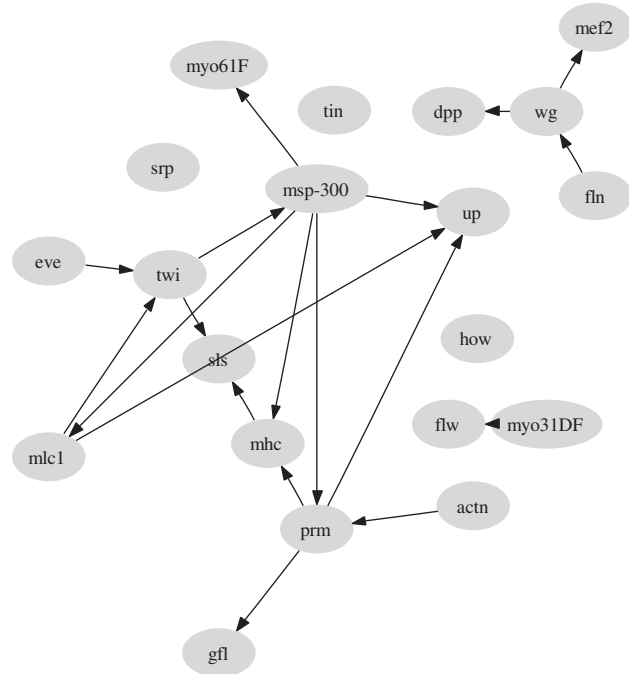 mef2
myo61F
tin
dpp
wg
srp
msp-300
fln
up
eve
twi
how
sls
flw
myo31DF
mhc
mlc1
actn
prm
gfl